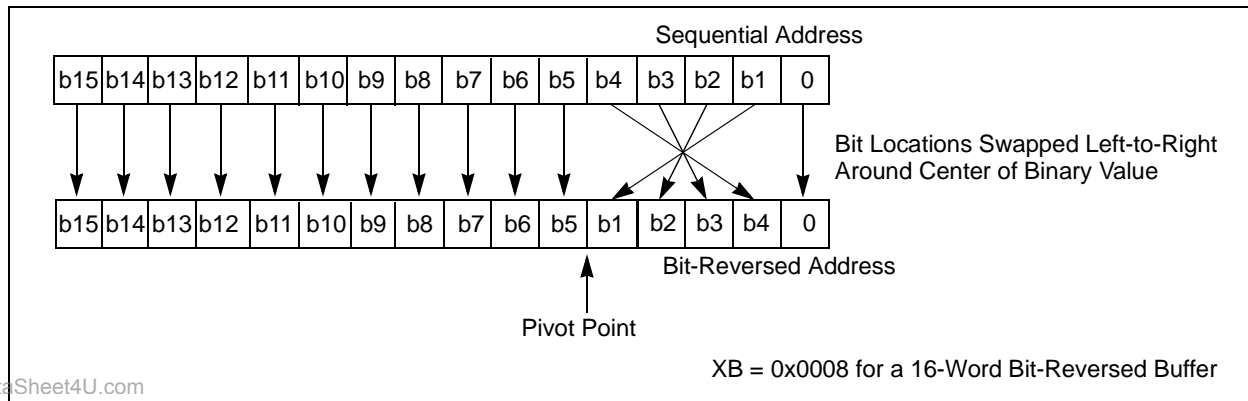 Sequential Address
b15 b14 b13 b12 b11 b10 b9 b8 b7 b6 b5 b4 b3 b2 b1 0
Bit Locations Swapped Left-to-Right
Around Center of Binary Value
b15 b14 b13 b12 b11 b10 b9 b8 b7 b6 b5 b1 b2 b3 b4 0
Bit-Reversed Address
Pivot Point
XB = 0x0008 for a 16-Word Bit-Reversed Buffer
aSheet4U.com